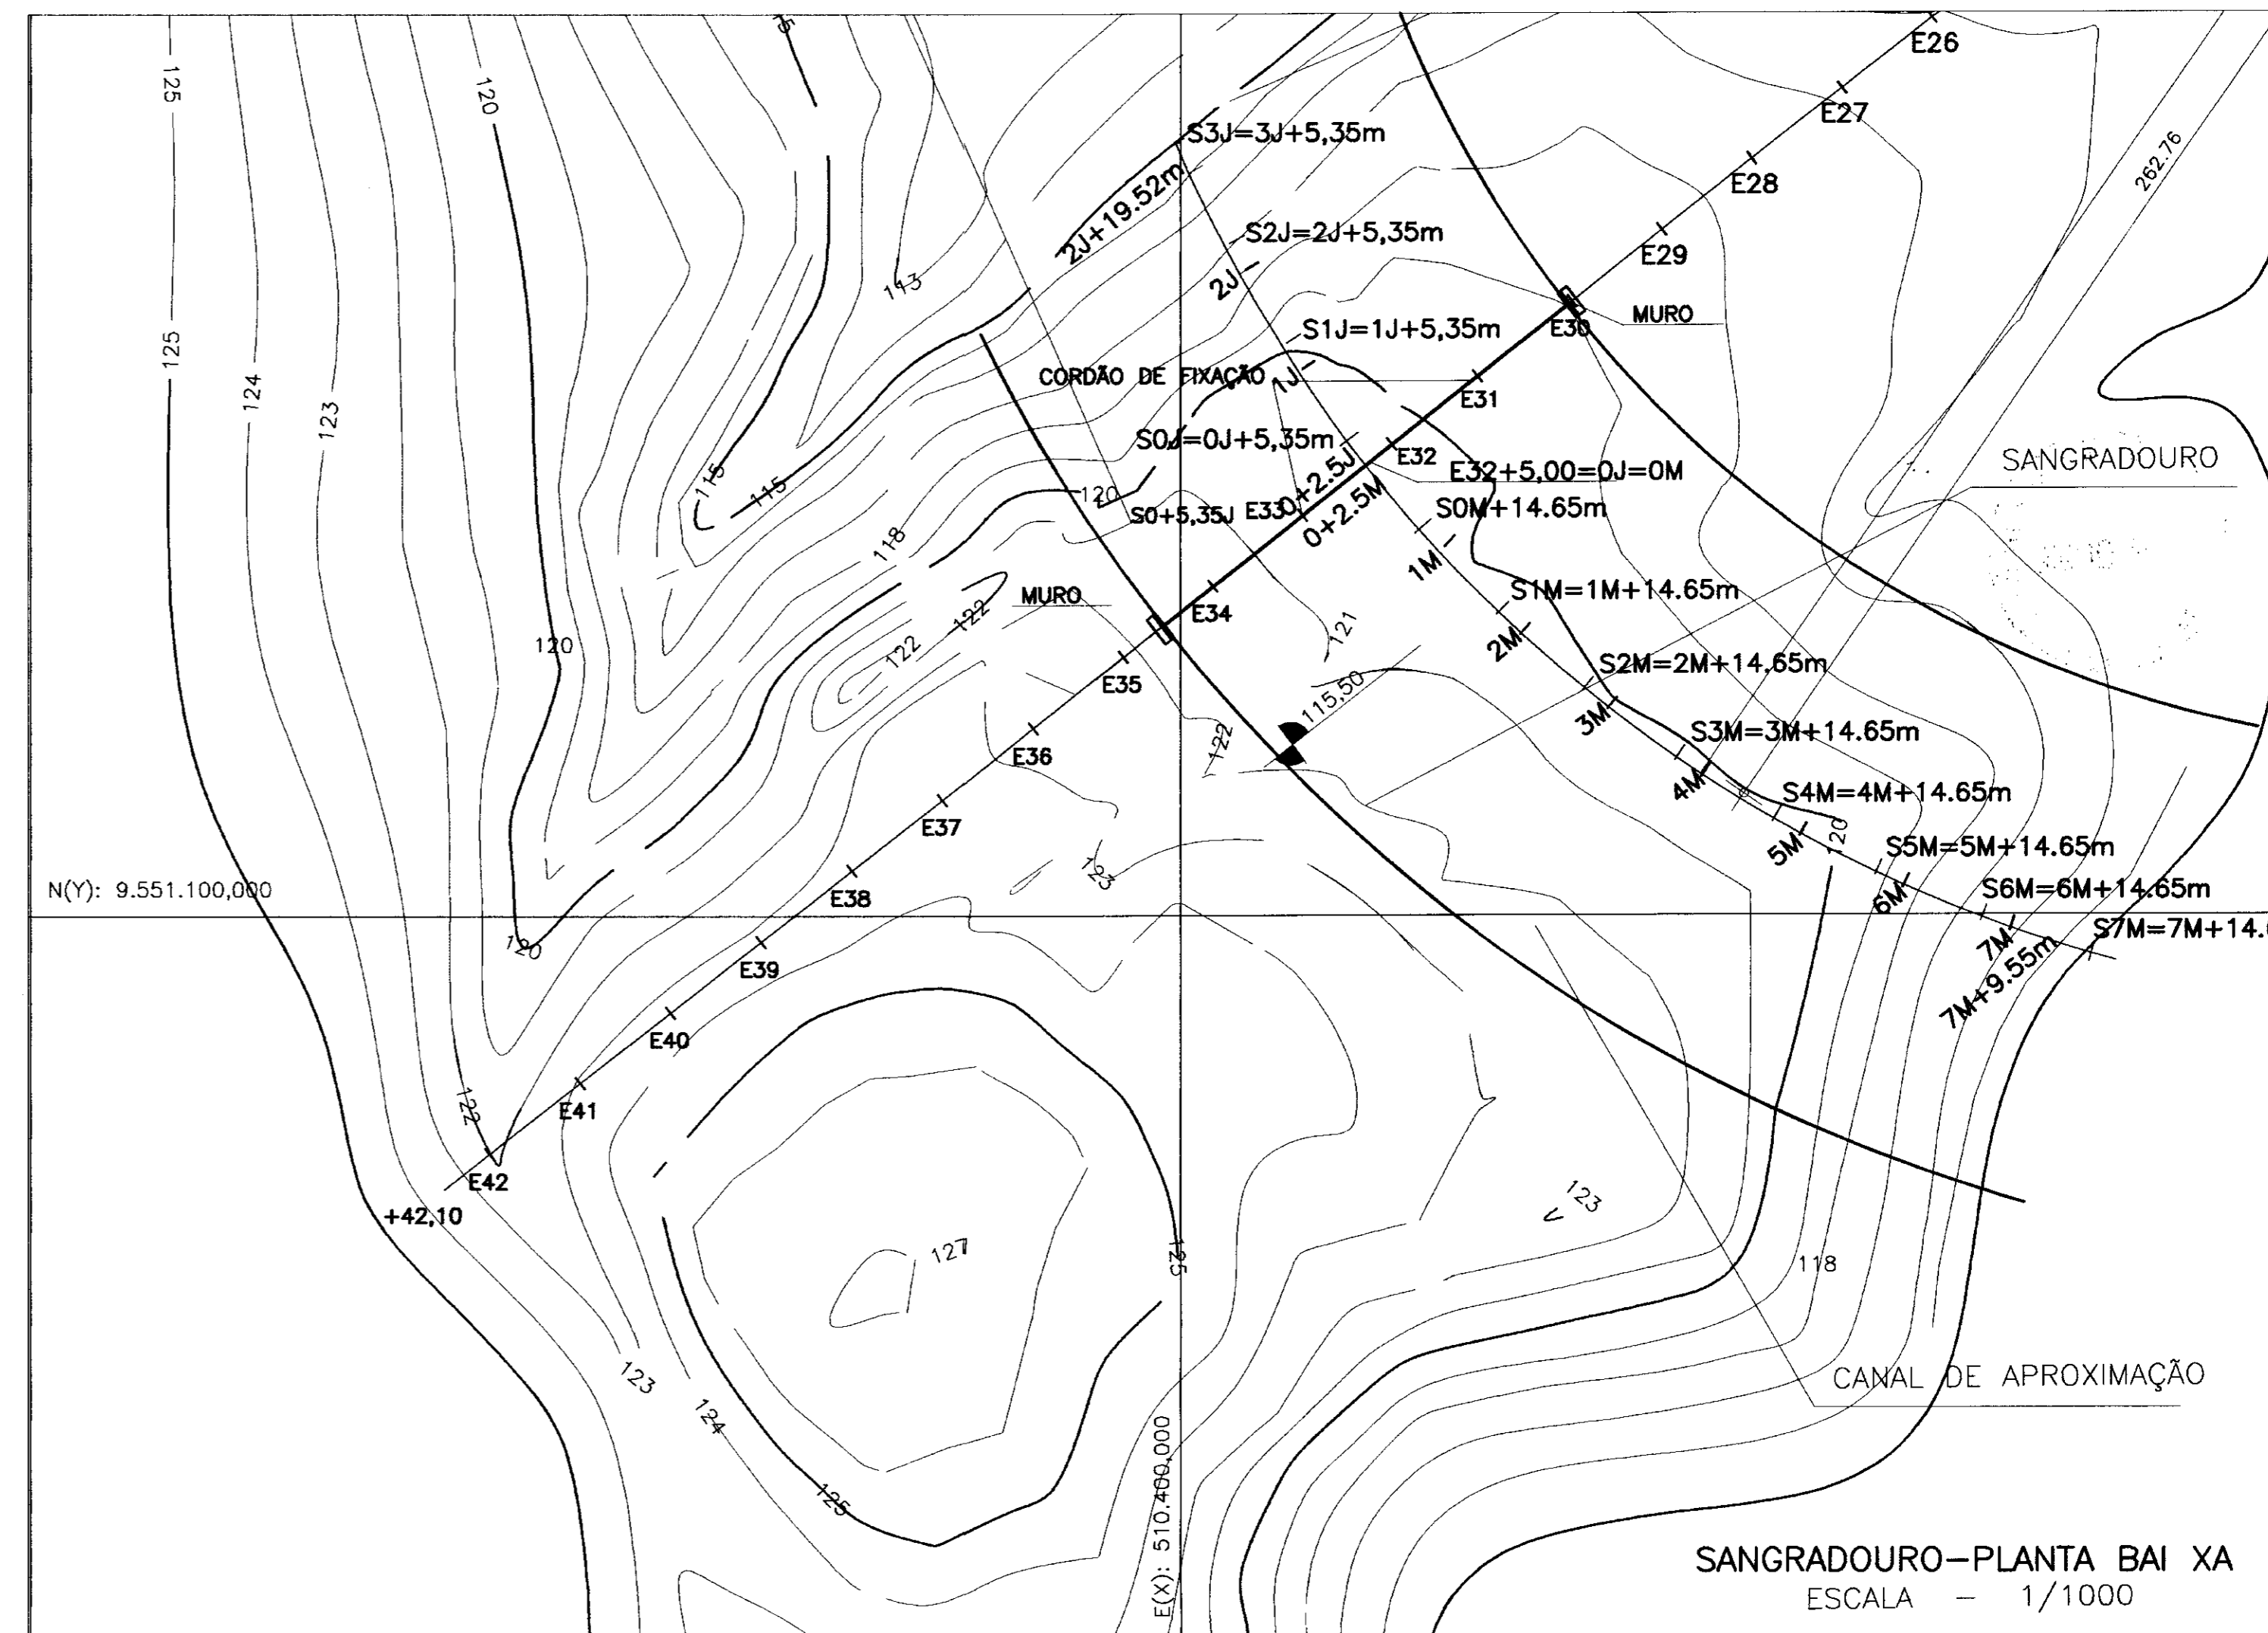 15
E26
125
120
E27
S3J=3J+5,35m
262.76
E28
2J+19.52m
S2J=2J+5,35m
E29
2J
113
MURO
E30
S1J=1J+5,35m
125
124
123
CORDÃO DE FIXAÇÃO
1J
E31
S0J=0J+5,35m
E32
SANGRADOURO
E32+5,00=0J=0M
115
115
120
0+2.5J
S0+5,35J
E33
0+2.5M
S0M+14.65m
118
1M
S1M=1M+14.65m
MURO
E34
122
121
120
122
2M
S2M=2M+14,65m
E35
115,50
3M
S3M=3M+14.65m
122
E36
4M
S4M=4M+14.65m
E37
120
5M
S5M=5M+14.65m
123
N(Y): 9.551.100,000
E38
6M
S6M=6M+14.65m
120
7M
S7M=7M+14.
E39
7M+9.55m
E40
122
E41
E42
123
+42,10
127
125
118
123
CANAL DE APROXIMAÇÃO
124
125
E(X): 510.400,000
SANGRADOURO-PLANTA BAI XA
ESCALA - 1/1000